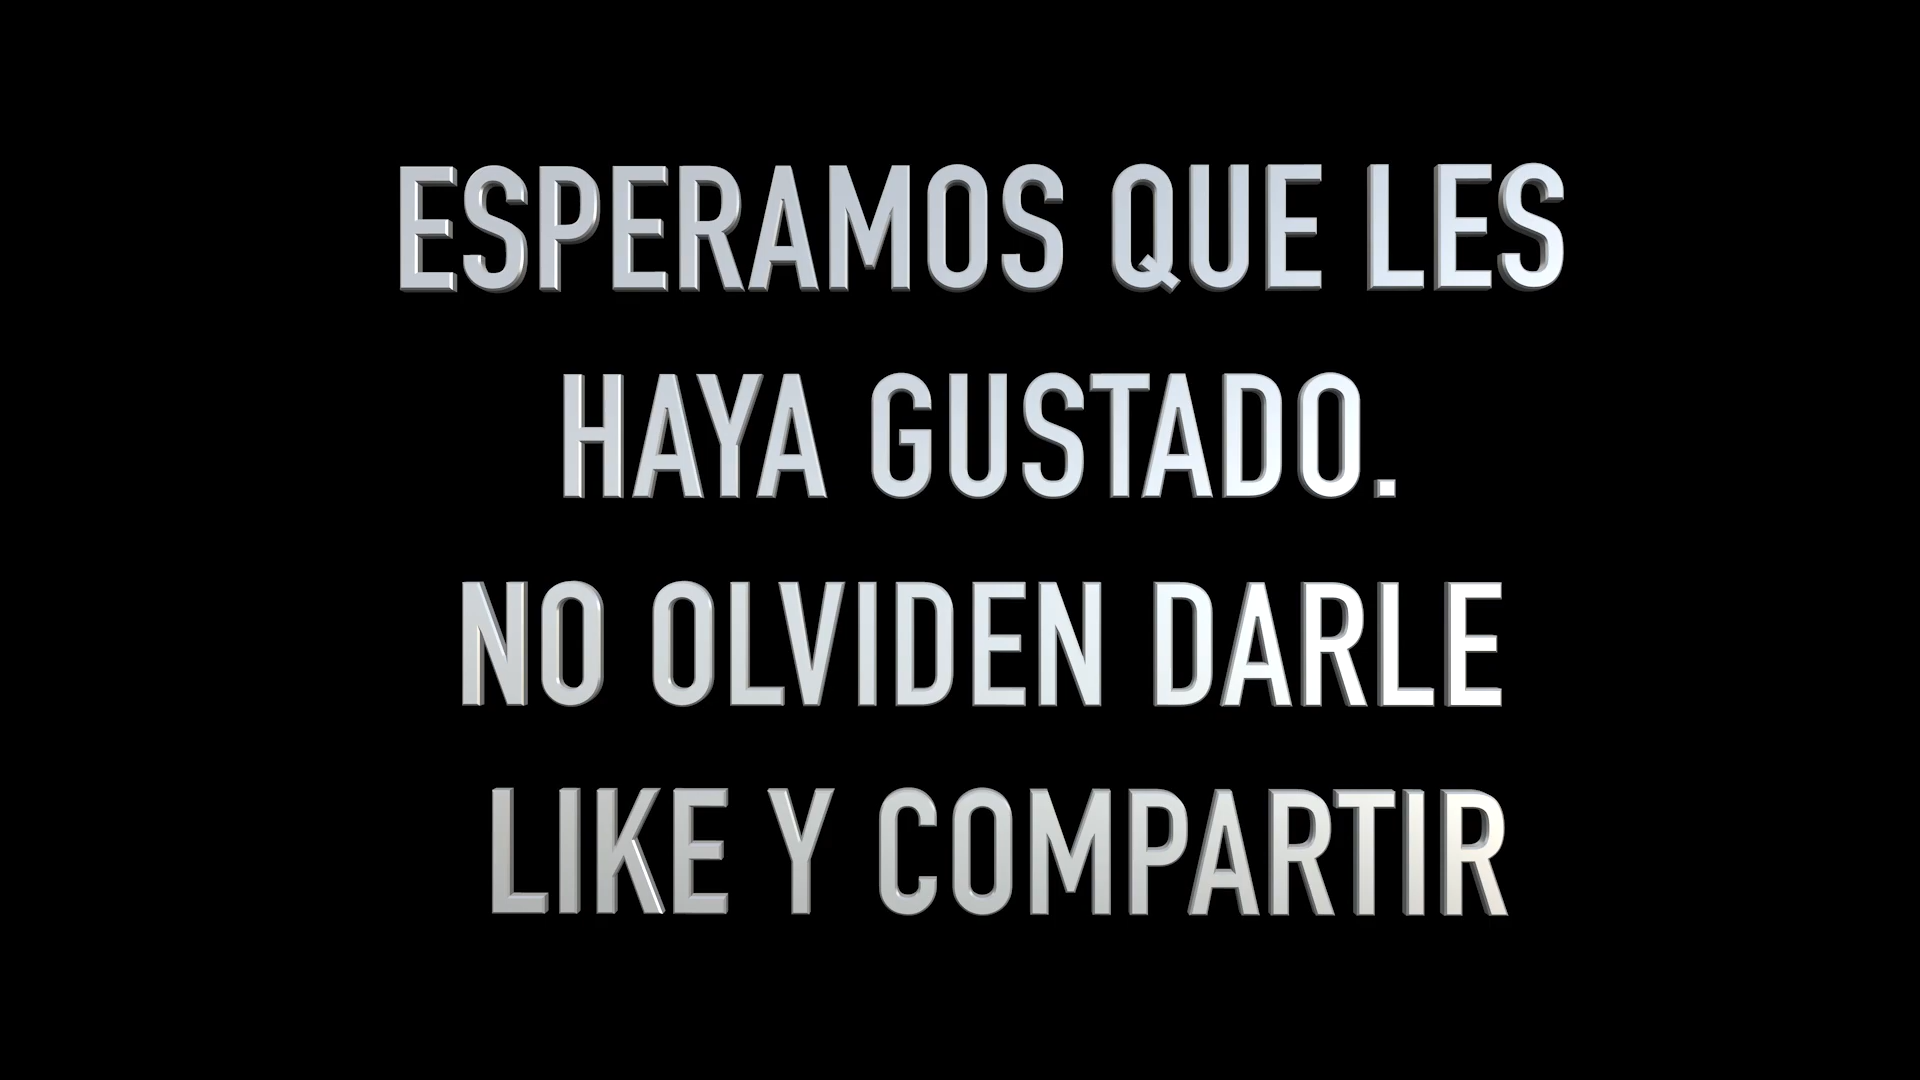 ESPERAMOS QUE LES
HAYA GUSTADO.
NO OLVIDEN DARLE
LIKE Y COMPARTIR